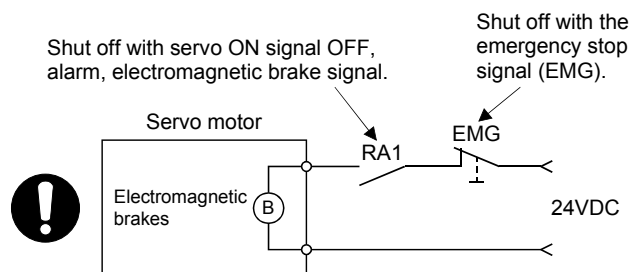 Shut off with the
emergency stop
signal (EMG).
Shut off with servo ON signal OFF,
alarm, electromagnetic brake signal.
Servo motor
RA1
EMG
Electromagnetic
brakes
B
24VDC